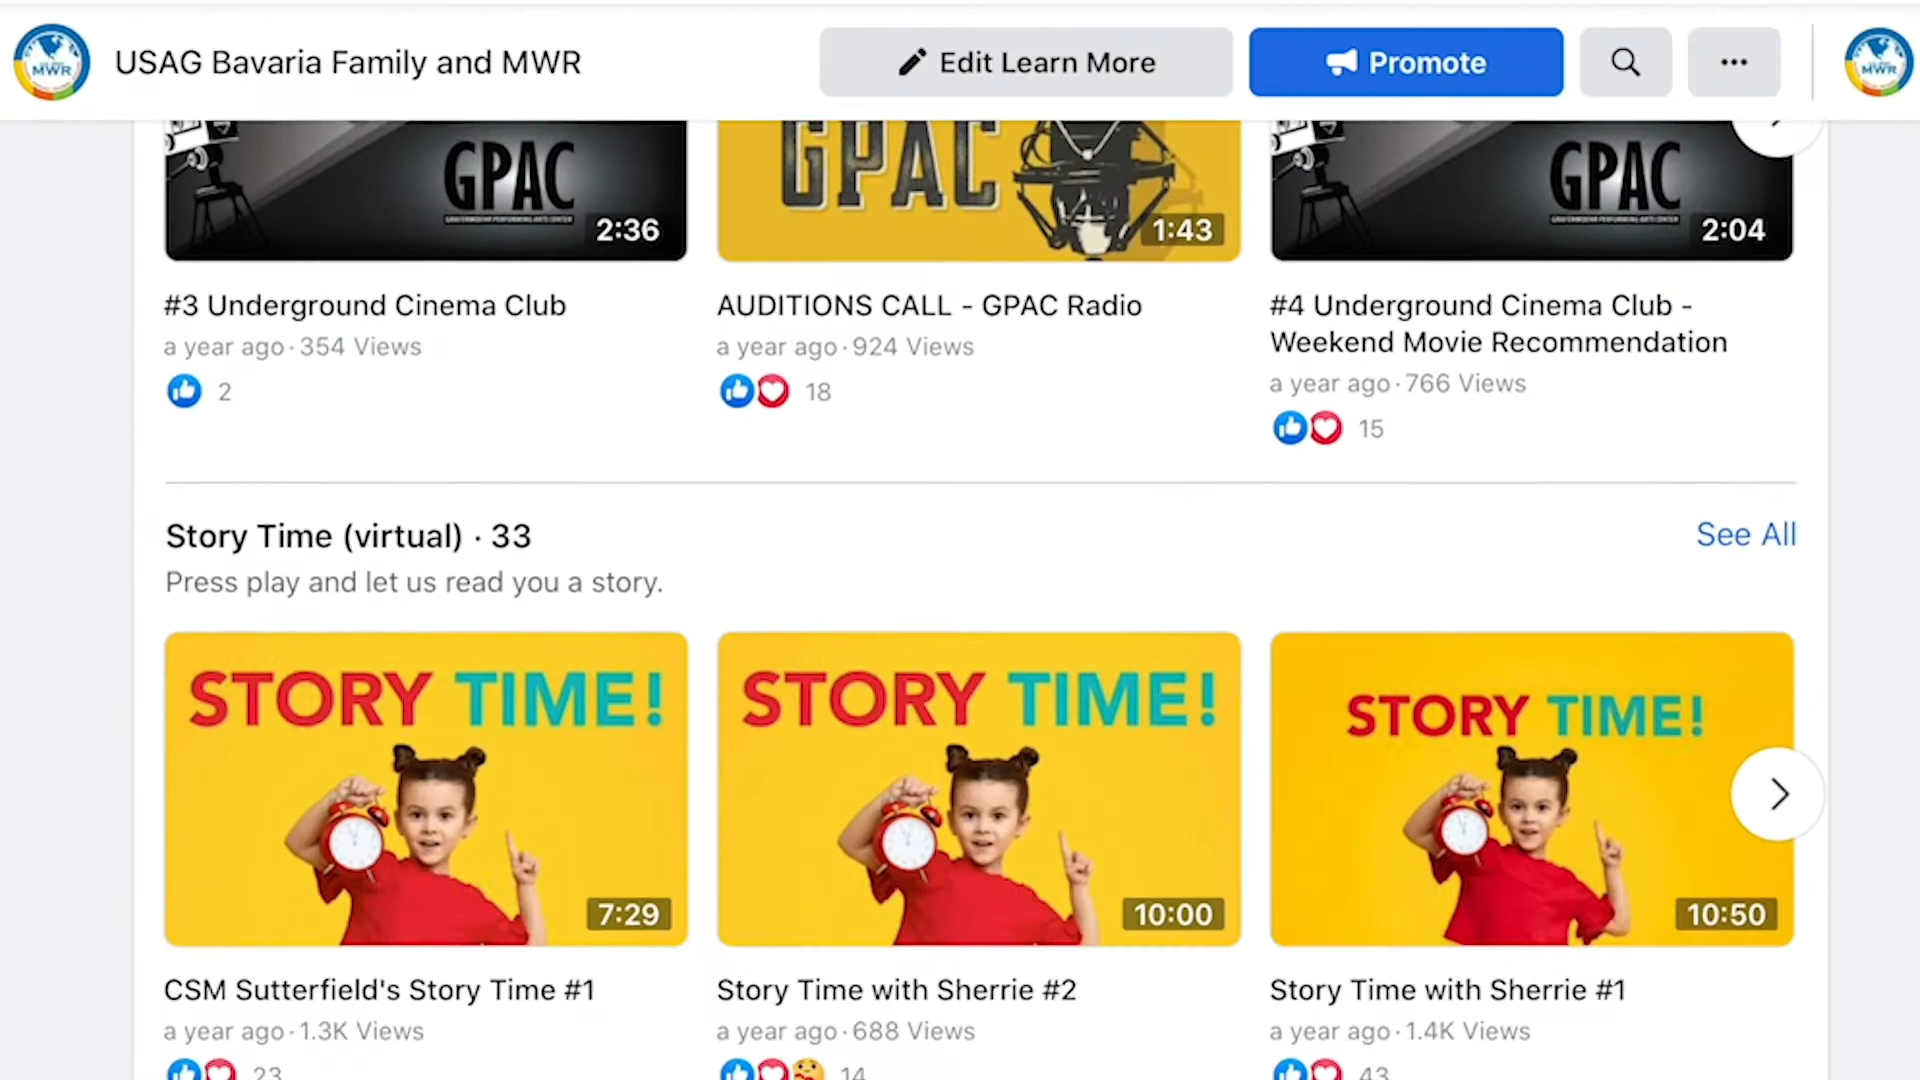 MWR
USAG Bavaria Family and MWR
Edit Learn More
Promote
MWR
GPAC
2:36
GPAC
1:43
GPAC
2:04
#3 Underground Cinema Club
a year ago · 354 Views
2
AUDITIONS CALL - GPAC Radio
a year ago · 924 Views
18
#4 Underground Cinema Club -
Weekend Movie Recommendation
a year ago · 766 Views
15
Story Time (virtual) · 33
See All
Press play and let us read you a story.
STORY TIME!
7:29
STORY TIME!
10:00
STORY TIME!
10:50
CSM Sutterfield's Story Time #1
a year ago · 1.3K Views
23
Story Time with Sherrie #2
a year ago · 688 Views
14
Story Time with Sherrie #1
a year ago · 1.4K Views
43